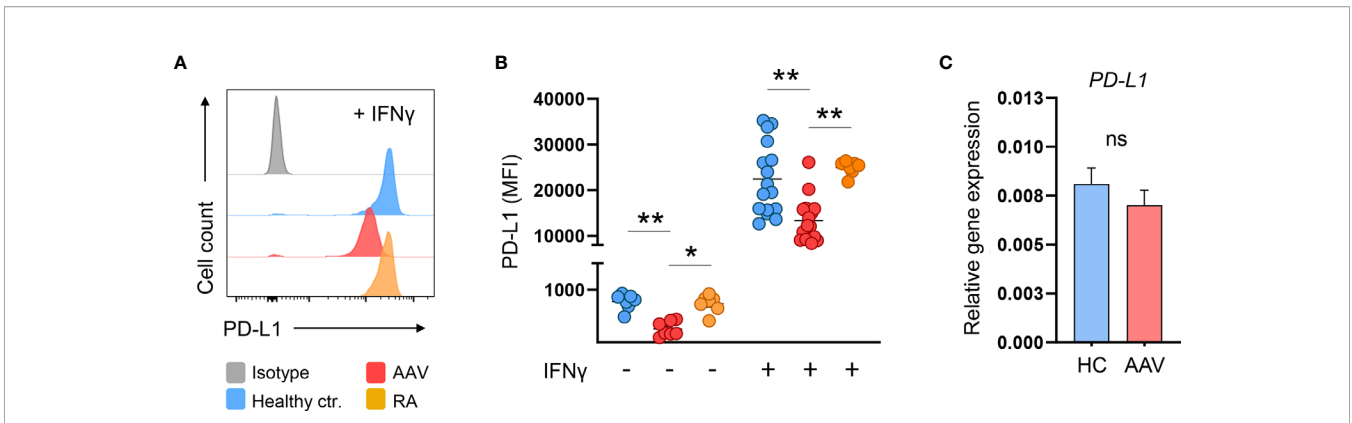 A
+ IFNγ
Cell count
PD-L1
Isotype
AAV
Healthy ctr.
RA
B
PD-L1 (MFI)
40000
30000
20000
10000
1000
**
*
**
**
IFNγ - - - + + +
C
PD-L1
Relative gene expression
0.013
0.010
0.008
0.005
0.003
0.000
ns
HC AAV